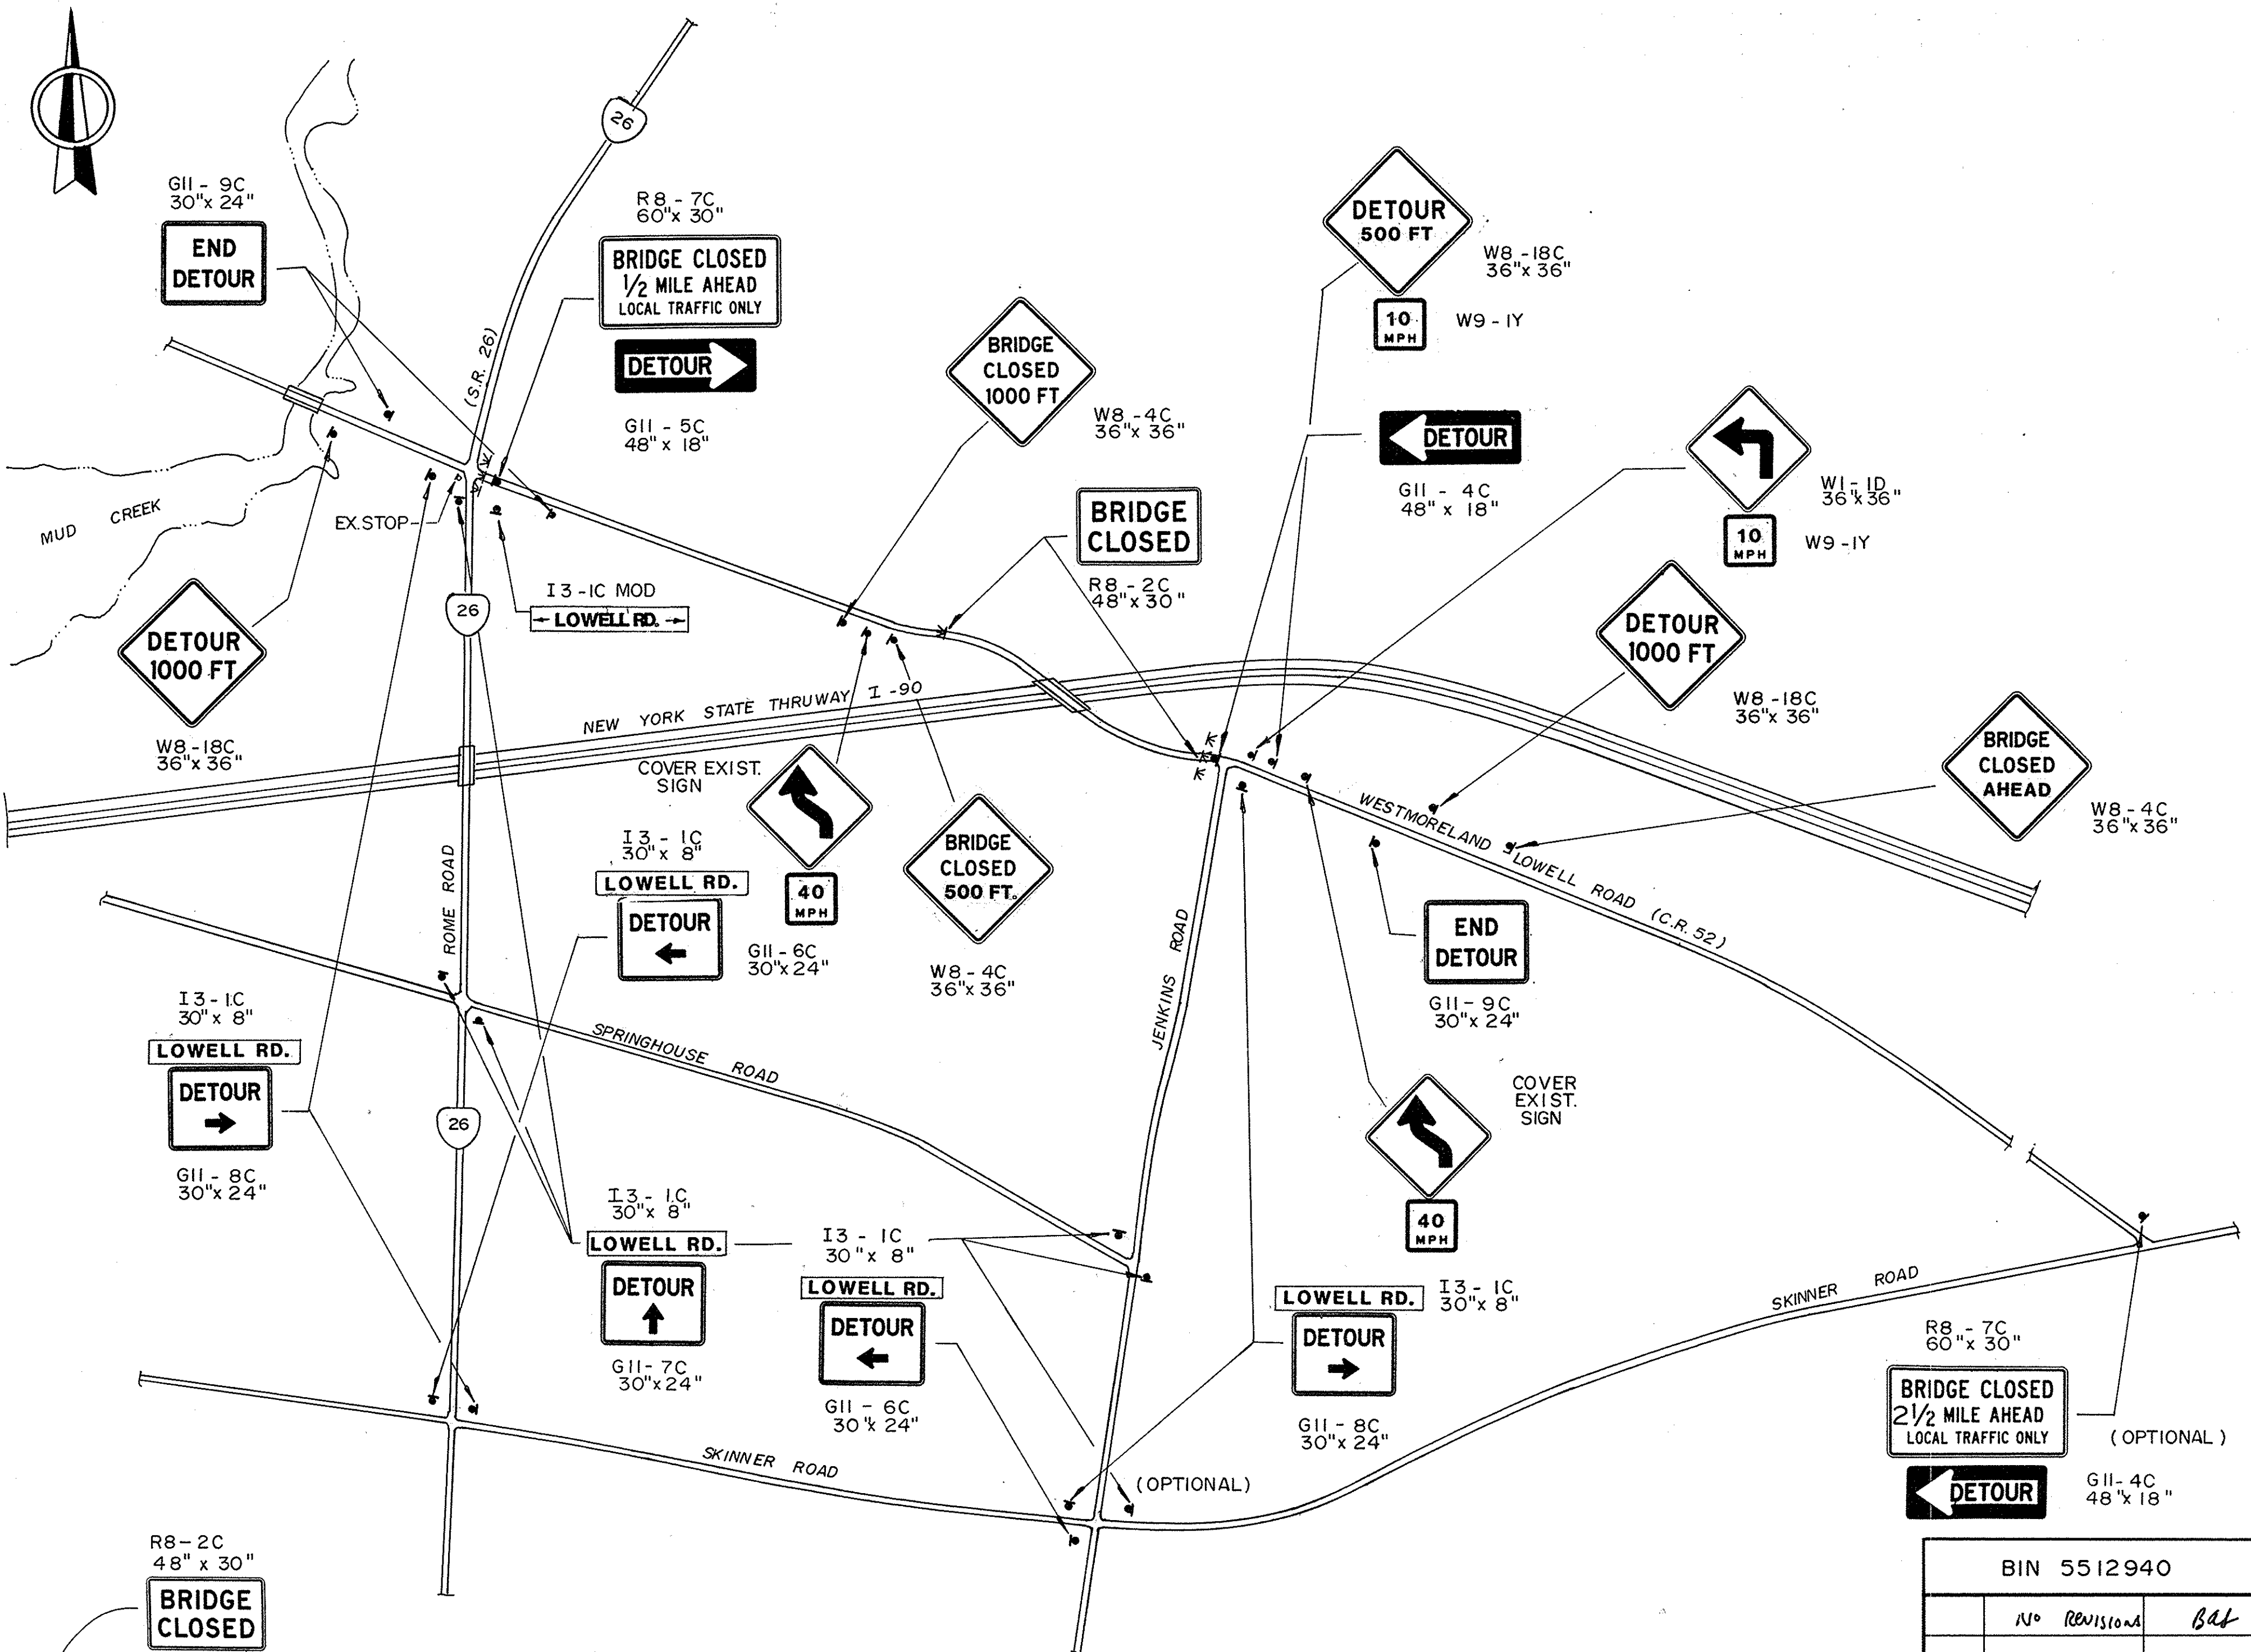 26
G11 - 9C
30" x 24"
END
DETOUR
R8 - 7C
60" x 30"
BRIDGE CLOSED
1/2 MILE AHEAD
LOCAL TRAFFIC ONLY
DETOUR
G11 - 5C
48" x 18"
(S.R. 26)
DETOUR
500 FT
W8 - 18C
36" x 36"
10
MPH
W9 - 1Y
BRIDGE
CLOSED
1000 FT
W8 - 4C
36" x 36"
DETOUR
G11 - 4C
48" x 18"
W1 - 1D
36" x 36"
10
MPH
W9 - 1Y
MUD CREEK
EX. STOP
BRIDGE
CLOSED
R8 - 2C
48" x 30"
I3 - 1C MOD
← LOWELL RD. →
26
DETOUR
1000 FT
W8 - 18C
36" x 36"
DETOUR
1000 FT
W8 - 18C
36" x 36"
NEW YORK STATE THRUWAY I - 90
COVER EXIST.
SIGN
40
MPH
BRIDGE
CLOSED
500 FT.
W8 - 4C
36" x 36"
BRIDGE
CLOSED
AHEAD
W8 - 4C
36" x 36"
WESTMORELAND LOWELL ROAD (C.R. 52)
I3 - 1C
30" x 8"
LOWELL RD.
DETOUR
←
G11 - 6C
30" x 24"
ROME ROAD
JENKINS ROAD
END
DETOUR
G11 - 9C
30" x 24"
I3 - 1C
30" x 8"
LOWELL RD.
DETOUR
→
G11 - 8C
30" x 24"
SPRINGHOUSE ROAD
26
COVER
EXIST.
SIGN
40
MPH
I3 - 1C
30" x 8"
LOWELL RD.
DETOUR
↑
G11 - 7C
30" x 24"
I3 - 1C
30" x 8"
LOWELL RD.
DETOUR
←
G11 - 6C
30" x 24"
LOWELL RD.
I3 - 1C
30" x 8"
DETOUR
→
G11 - 8C
30" x 24"
SKINNER ROAD
R8 - 7C
60" x 30"
BRIDGE CLOSED
2 1/2 MILE AHEAD
LOCAL TRAFFIC ONLY
(OPTIONAL)
DETOUR
G11 - 4C
48" x 18"
SKINNER ROAD
(OPTIONAL)
R8 - 2C
48" x 30"
BRIDGE
CLOSED
BIN 5512940
No Revisions